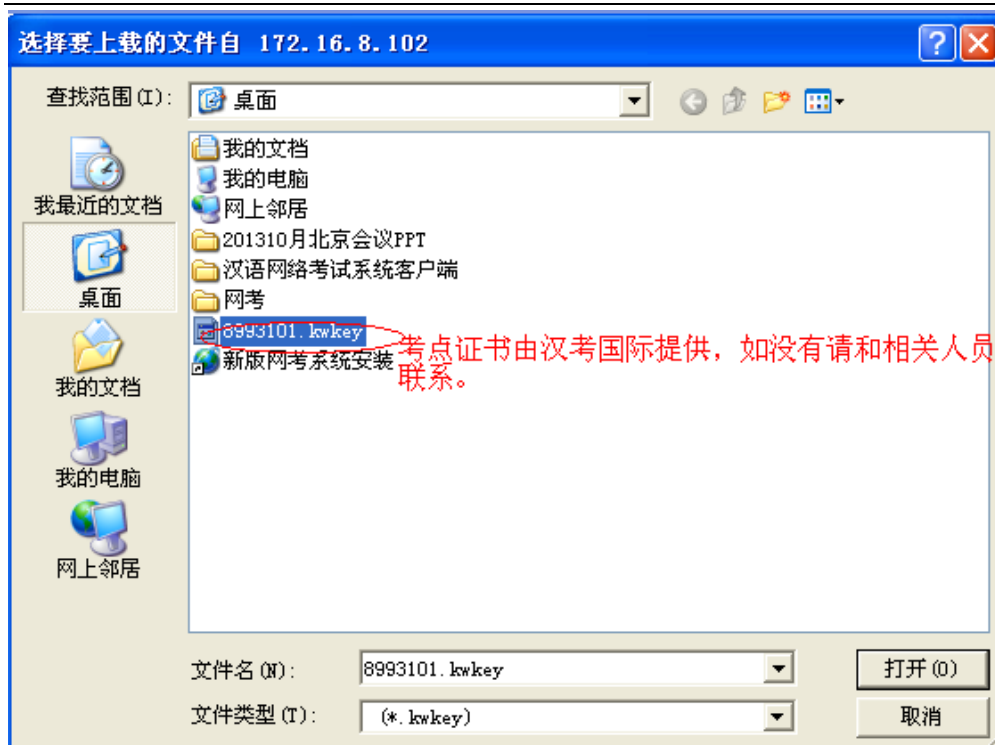 选择要上载的文件自 172.16.8.102
查找范围(I):
桌面
我最近的文档
桌面
我的文档
我的电脑
网上邻居
我的文档
我的电脑
网上邻居
201310月北京会议PPT
汉语网络考试系统客户端
网考
8993101.kwkey
新版网考系统安装
考点证书由汉考国际提供，如没有请和相关人员
联系。
文件名(N):
8993101.kwkey
打开(O)
文件类型(T):
(*.kwkey)
取消